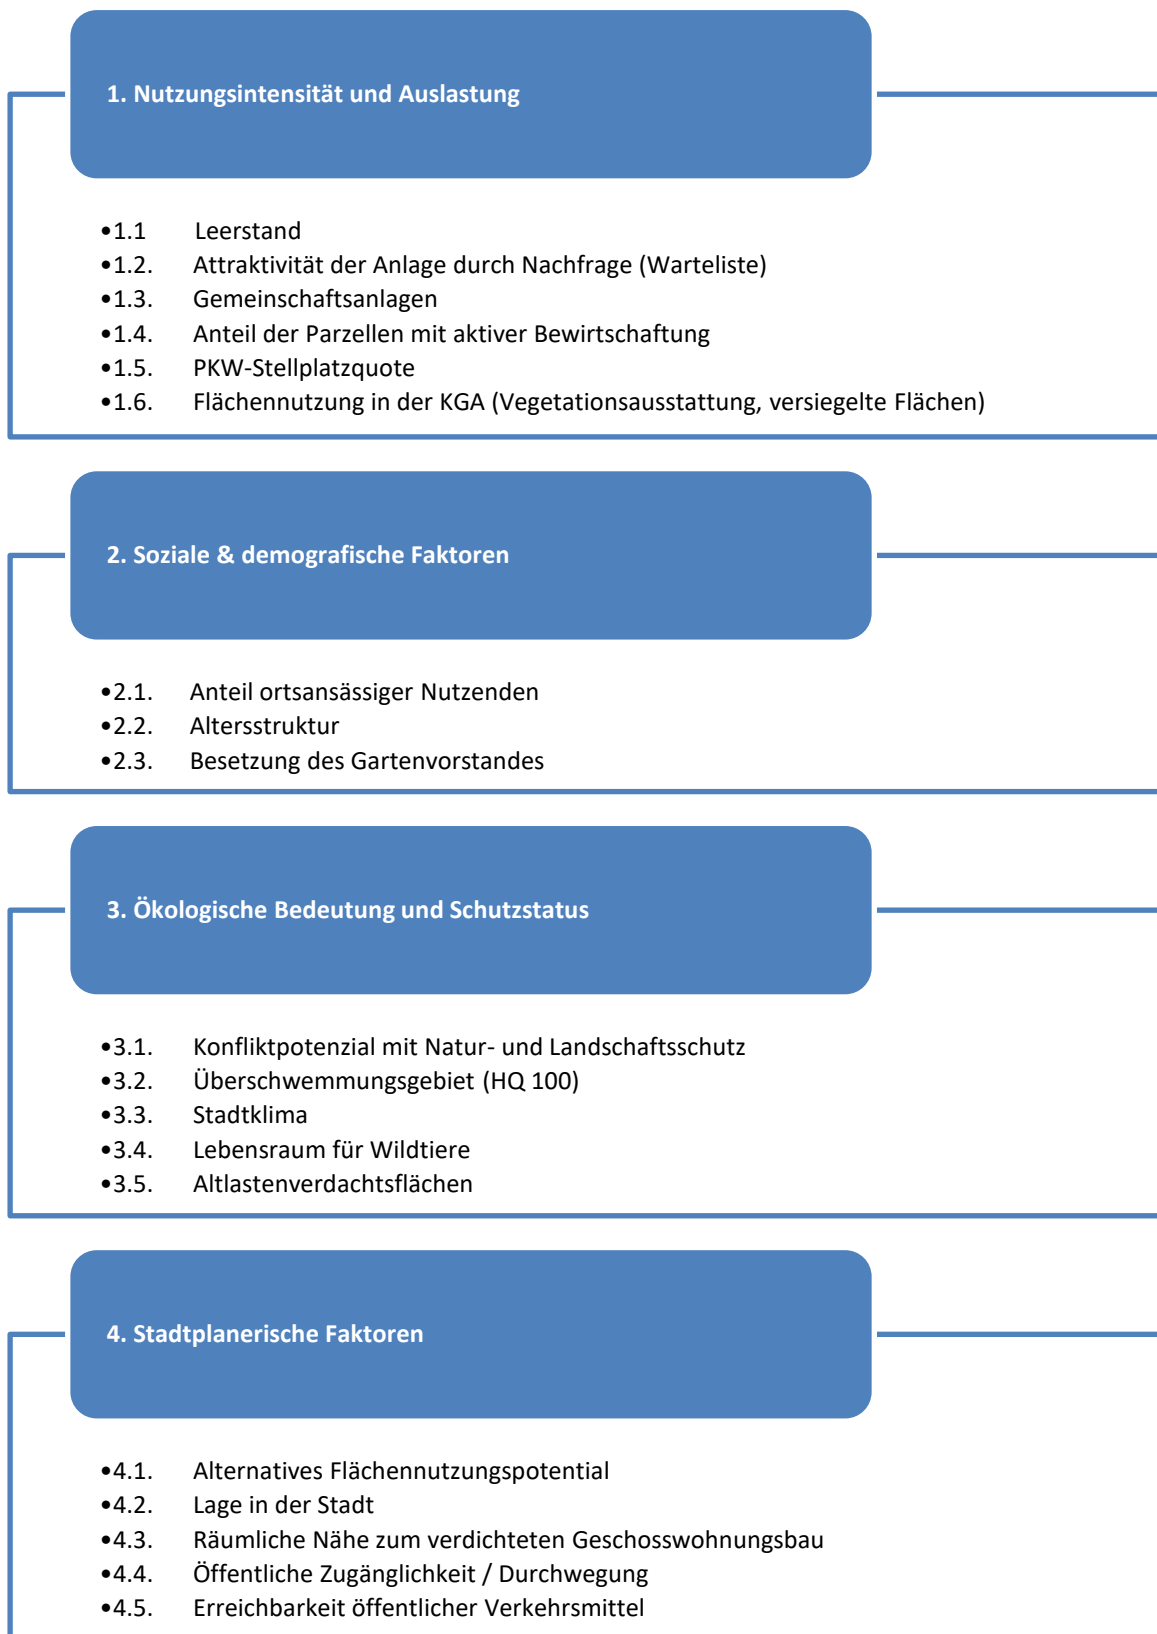 1. Nutzungsintensität und Auslastung
•1.1 Leerstand
•1.2. Attraktivität der Anlage durch Nachfrage (Warteliste)
•1.3. Gemeinschaftsanlagen
•1.4. Anteil der Parzellen mit aktiver Bewirtschaftung
•1.5. PKW-Stellplatzquote
•1.6. Flächennutzung in der KGA (Vegetationsausstattung, versiegelte Flächen)
2. Soziale & demografische Faktoren
•2.1. Anteil ortsansässiger Nutzenden
•2.2. Altersstruktur
•2.3. Besetzung des Gartenvorstandes
3. Ökologische Bedeutung und Schutzstatus
•3.1. Konfliktpotenzial mit Natur- und Landschaftsschutz
•3.2. Überschwemmungsgebiet (HQ 100)
•3.3. Stadtklima
•3.4. Lebensraum für Wildtiere
•3.5. Altlastenverdachtsflächen
4. Stadtplanerische Faktoren
•4.1. Alternatives Flächennutzungspotential
•4.2. Lage in der Stadt
•4.3. Räumliche Nähe zum verdichteten Geschosswohnungsbau
•4.4. Öffentliche Zugänglichkeit / Durchwegung
•4.5. Erreichbarkeit öffentlicher Verkehrsmittel